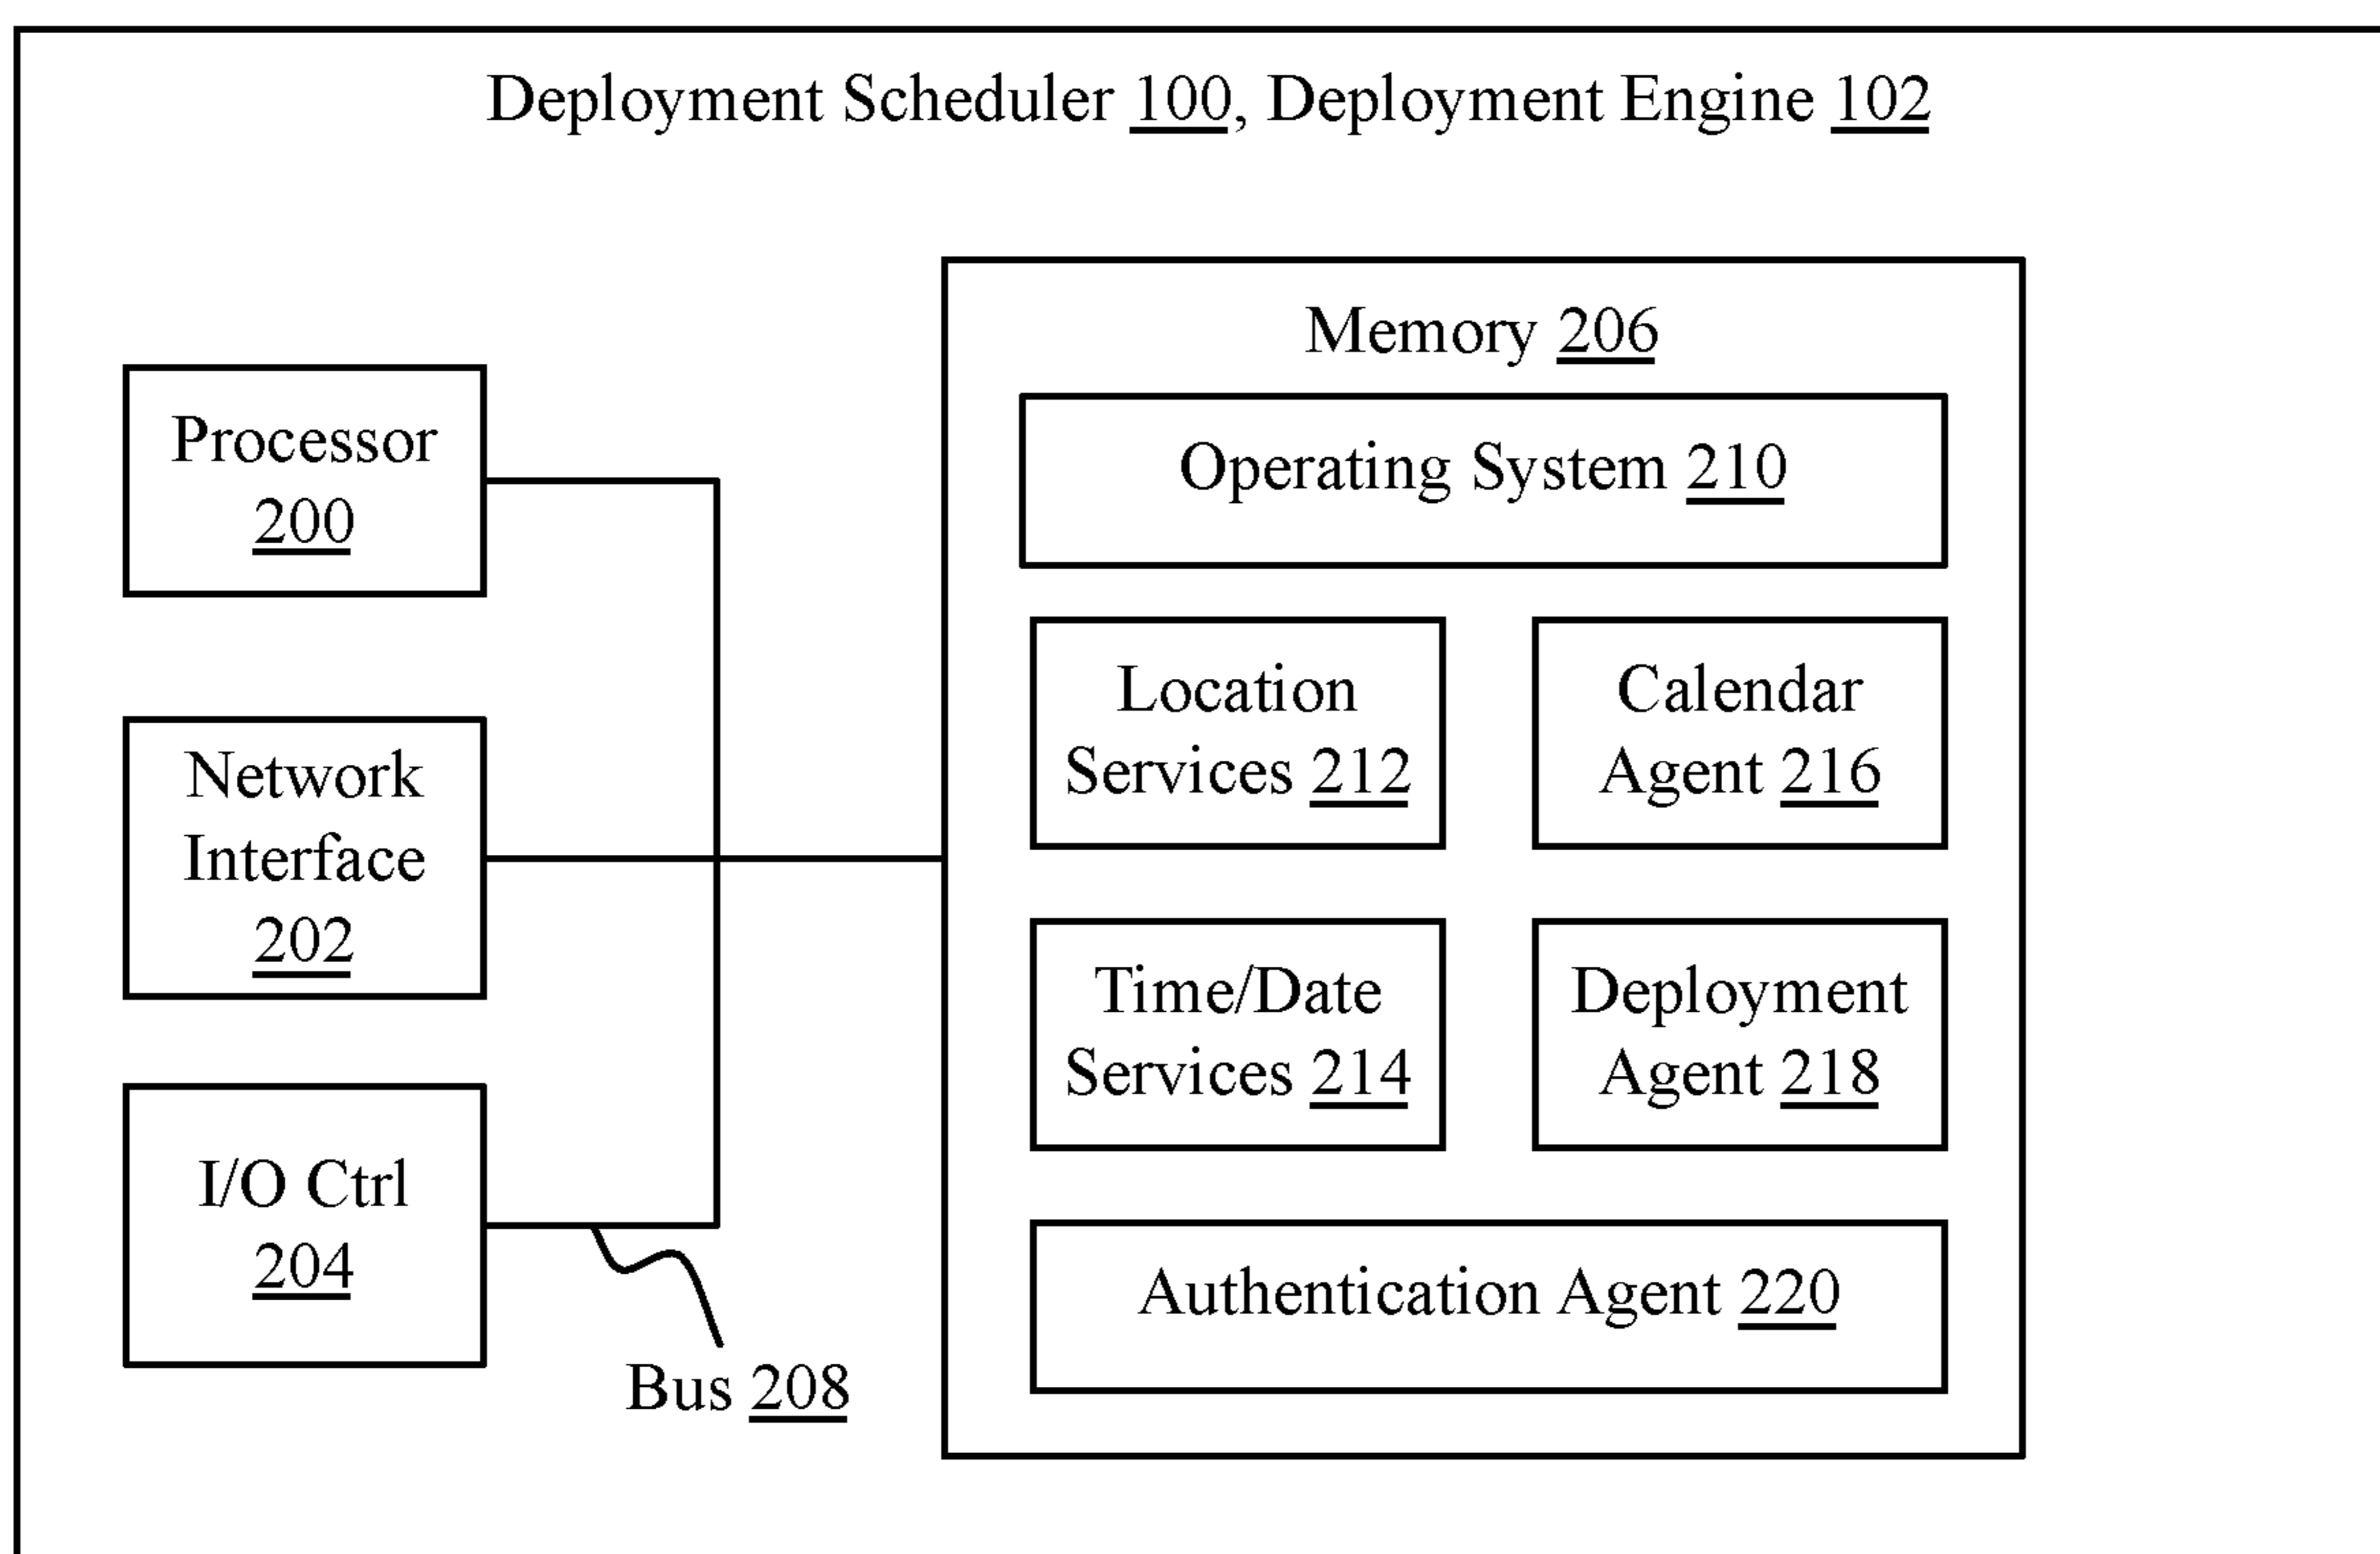 Deployment Scheduler 100, Deployment Engine 102
Processor
200
Network
Interface
202
I/O Ctrl
204
Bus 208
Memory 206
Operating System 210
Location
Services 212
Calendar
Agent 216
Time/Date
Services 214
Deployment
Agent 218
Authentication Agent 220